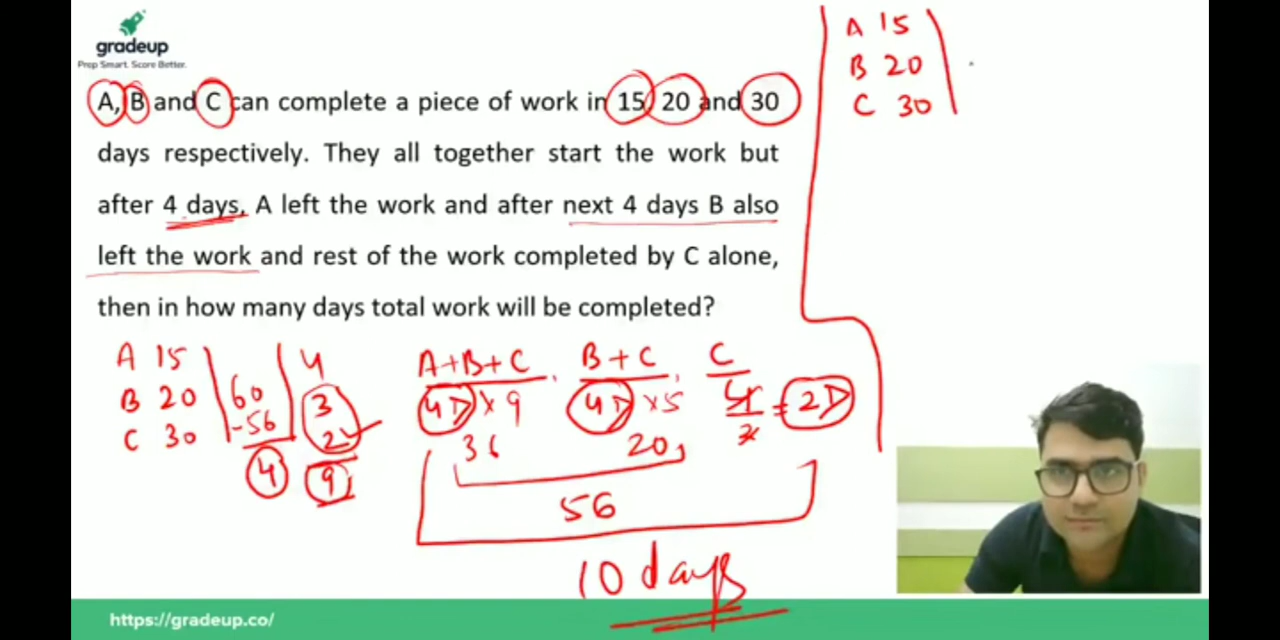 gradeup
Prep Smart. Score Better.
A, B and C can complete a piece of work in 15, 20 and 30
days respectively. They all together start the work but
after 4 days, A left the work and after next 4 days B also
left the work and rest of the work completed by C alone,
then in how many days total work will be completed?
A 15
B 20
C 30
60
-56
4
4
3
2
9
A+B+C
4D × 9
36
B+C
4D × 5
20
C
4/2 = 2D
56
10 days
A 15
B 20
C 30
https://gradeup.co/